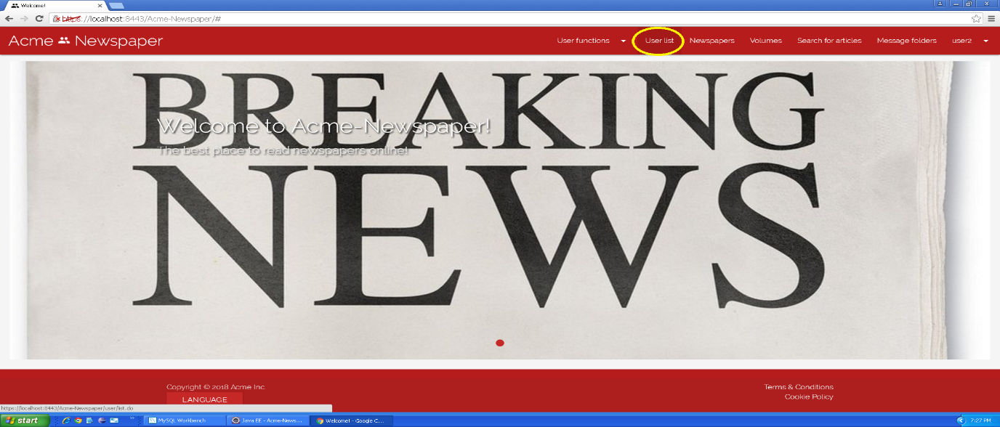 Welcome!
https://localhost:8443/Acme-Newspaper/#
Acme Newspaper
User functions User list Newspapers Volumes Search for articles Message folders user2
BREAKING
Welcome to Acme-Newspaper!
The best place to read newspapers online!
NEWS
Copyright © 2018 Acme Inc
Terms & Conditions
LANGUAGE
Cookie Policy
https://localhost:8443/Acme-Newspaper/user/list.do
start MySQL Workbench Java EE - Acme-News... Welcome! - Google C... 7:27 PM